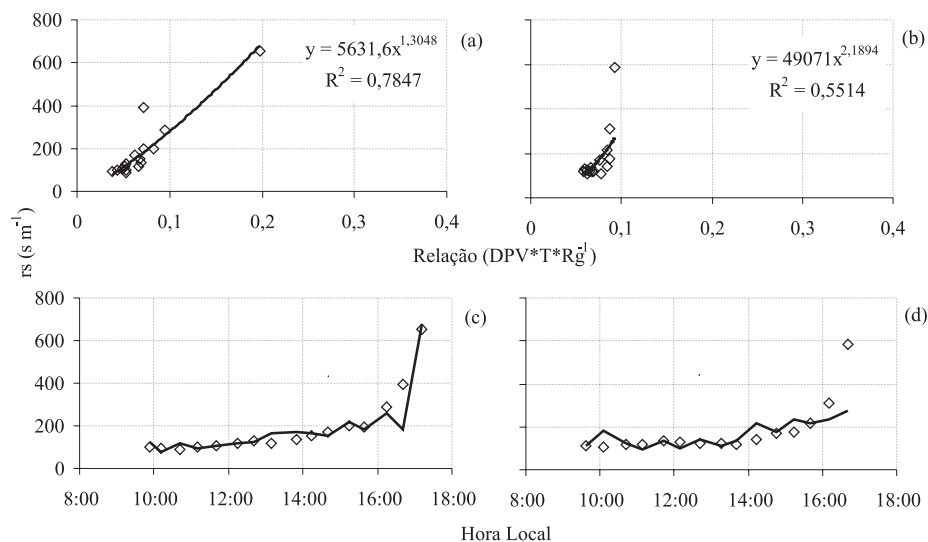 800
600
400
200
0
rs (s m⁻¹)
(a)
y = 5631,6x^1,3048
R² = 0,7847
0 0,1 0,2 0,3 0,4
(b)
y = 49071x^2,1894
R² = 0,5514
0 0,1 0,2 0,3 0,4
Relação (DPV*T*Rg⁻¹)
800
600
400
200
0
(c)
8:00 10:00 12:00 14:00 16:00 18:00
(d)
8:00 10:00 12:00 14:00 16:00 18:00
Hora Local